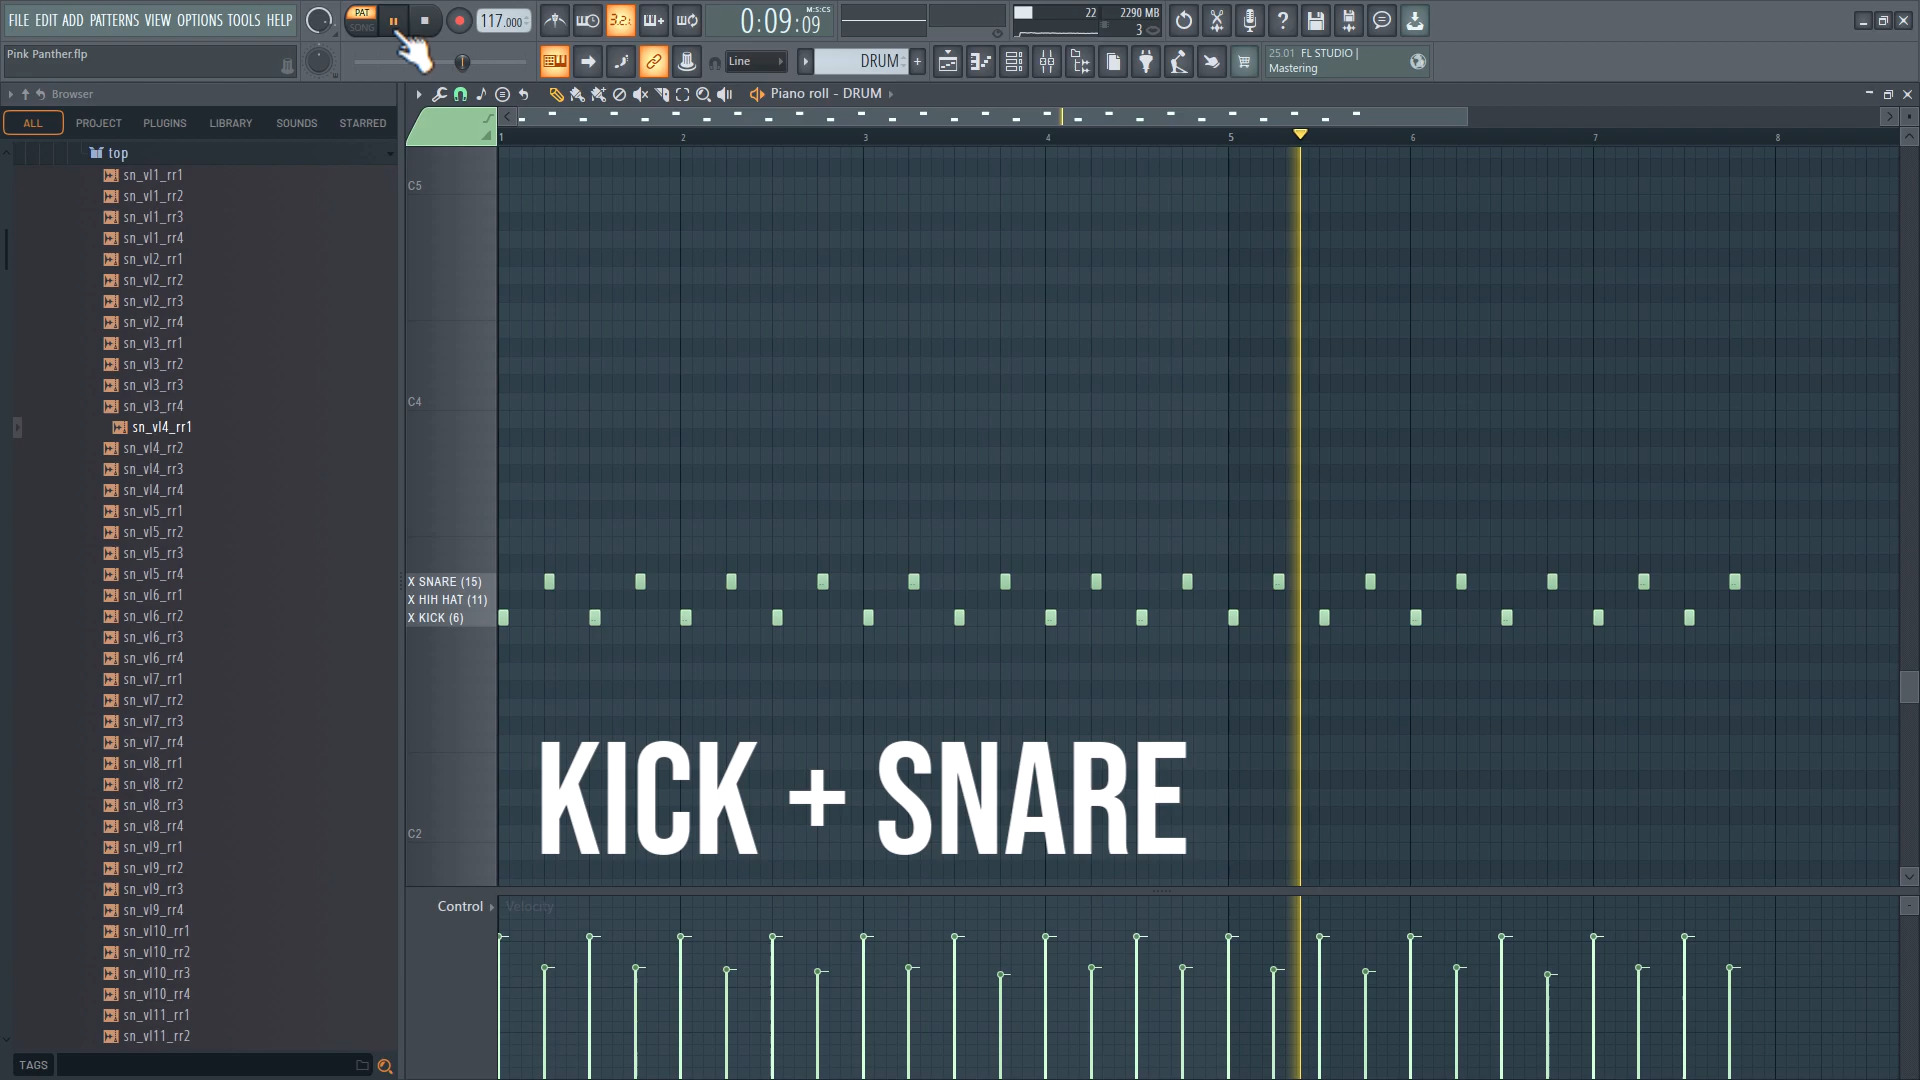 FILE EDIT ADD PATTERNS VIEW OPTIONS TOOLS HELP
PAT
SONG
117.000
3.2.
0:09:09
M:S:CS
22
2290 MB
3
Pink Panther.flp
Line
DRUM
25.01 FL STUDIO |
Mastering
Browser
Piano roll - DRUM
ALL
PROJECT
PLUGINS
LIBRARY
SOUNDS
STARRED
top
sn_vl1_rr1
sn_vl1_rr2
sn_vl1_rr3
sn_vl1_rr4
sn_vl2_rr1
sn_vl2_rr2
sn_vl2_rr3
sn_vl2_rr4
sn_vl3_rr1
sn_vl3_rr2
sn_vl3_rr3
sn_vl3_rr4
sn_vl4_rr1
sn_vl4_rr2
sn_vl4_rr3
sn_vl4_rr4
sn_vl5_rr1
sn_vl5_rr2
sn_vl5_rr3
sn_vl5_rr4
sn_vl6_rr1
sn_vl6_rr2
sn_vl6_rr3
sn_vl6_rr4
sn_vl7_rr1
sn_vl7_rr2
sn_vl7_rr3
sn_vl7_rr4
sn_vl8_rr1
sn_vl8_rr2
sn_vl8_rr3
sn_vl8_rr4
sn_vl9_rr1
sn_vl9_rr2
sn_vl9_rr3
sn_vl9_rr4
sn_vl10_rr1
sn_vl10_rr2
sn_vl10_rr3
sn_vl10_rr4
sn_vl11_rr1
sn_vl11_rr2
TAGS
1 2 3 4 5 6 7 8
C5
C4
X SNARE (15)
X HIH HAT (11)
X KICK (6)
KICK + SNARE
C2
Control
Velocity